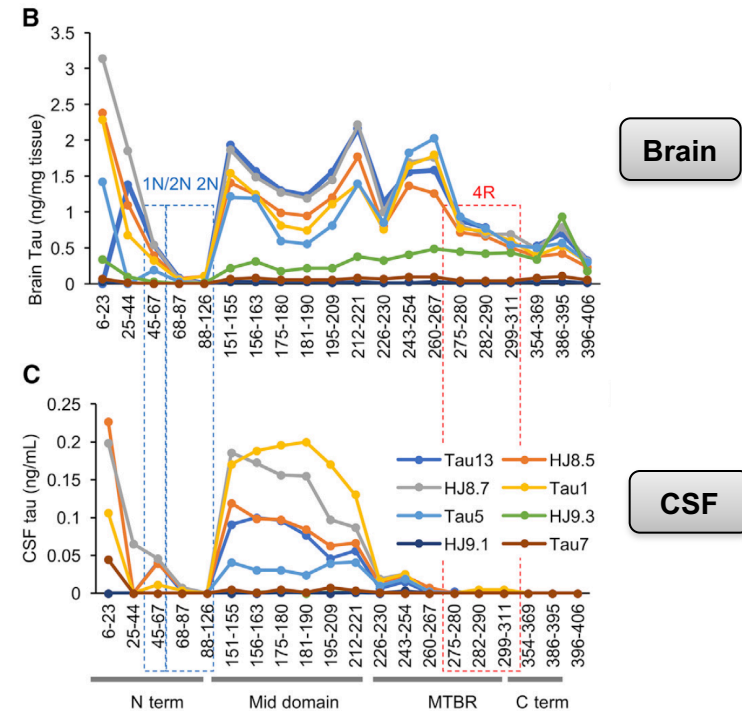 B
Brain Tau (ng/mg tissue)
3.5
3
2.5
2
1.5
1
0.5
0
1N/2N 2N
4R
Brain
6-23
25-44
45-67
68-87
88-126
151-155
156-163
175-180
181-190
195-209
212-221
226-230
243-254
260-267
275-280
282-290
299-311
354-369
386-395
396-406
C
CSF tau (ng/mL)
0.25
0.2
0.15
0.1
0.05
0
Tau13
HJ8.5
HJ8.7
Tau1
Tau5
HJ9.3
HJ9.1
Tau7
CSF
6-23
25-44
45-67
68-87
88-126
151-155
156-163
175-180
181-190
195-209
212-221
226-230
243-254
260-267
275-280
282-290
299-311
354-369
386-395
396-406
N term
Mid domain
MTBR
C term